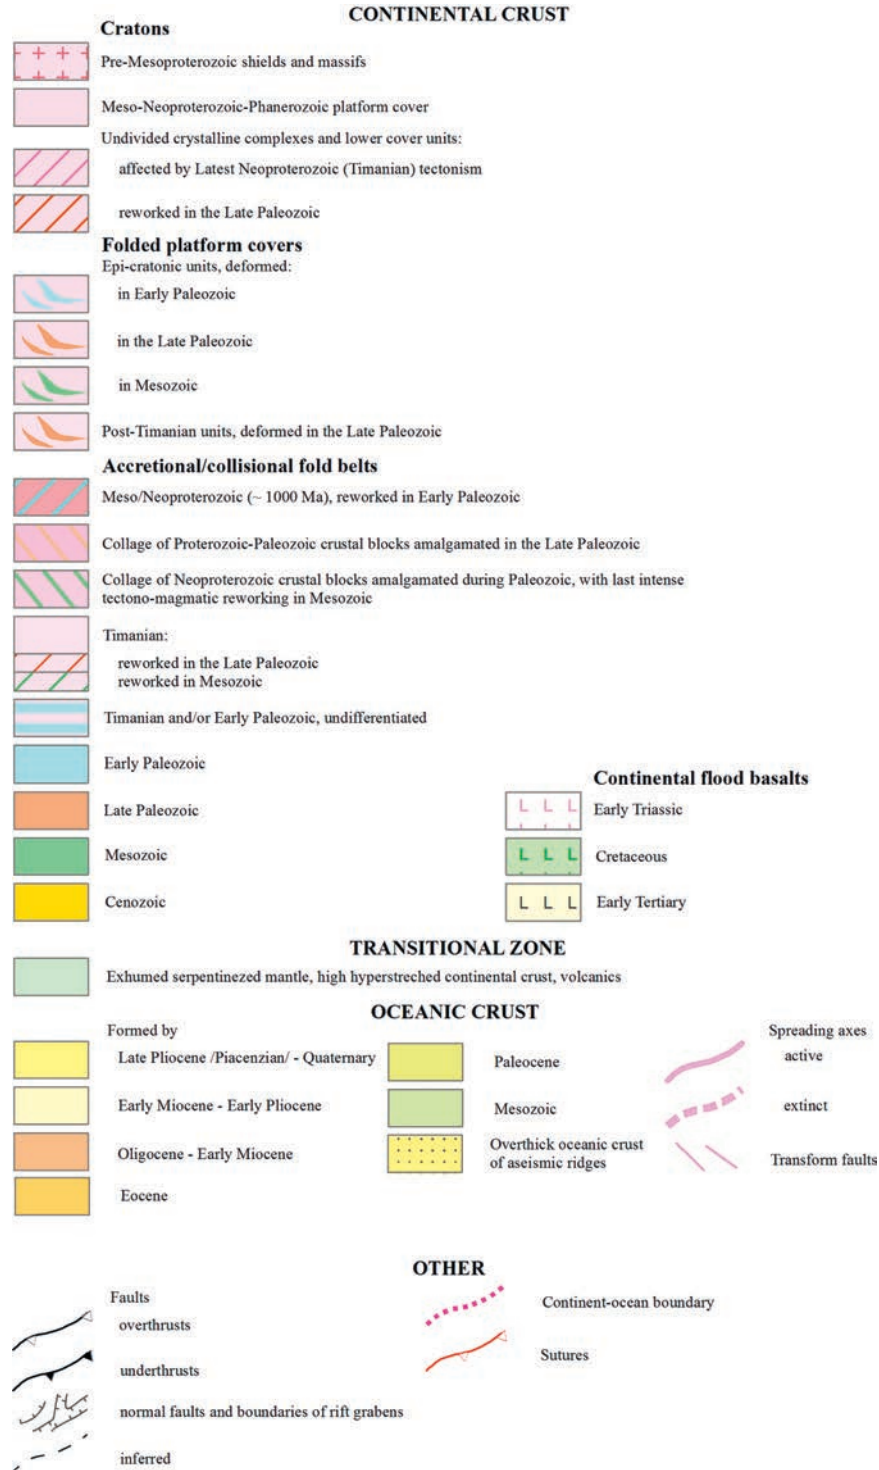 CONTINENTAL CRUST
Cratons
Pre-Mesoproterozoic shields and massifs
Meso-Neoproterozoic-Phanerozoic platform cover
Undivided crystalline complexes and lower cover units:
affected by Latest Neoproterozoic (Timanian) tectonism
reworked in the Late Paleozoic
Folded platform covers
Epi-cratonic units, deformed:
in Early Paleozoic
in the Late Paleozoic
in Mesozoic
Post-Timanian units, deformed in the Late Paleozoic
Accretional/collisional fold belts
Meso/Neoproterozoic (~ 1000 Ma), reworked in Early Paleozoic
Collage of Proterozoic-Paleozoic crustal blocks amalgamated in the Late Paleozoic
Collage of Neoproterozoic crustal blocks amalgamated during Paleozoic, with last intense
tectono-magmatic reworking in Mesozoic
Timanian:
reworked in the Late Paleozoic
reworked in Mesozoic
Timanian and/or Early Paleozoic, undifferentiated
Early Paleozoic
Late Paleozoic
Mesozoic
Cenozoic
Continental flood basalts
L L L
Early Triassic
L L L
Cretaceous
L L L
Early Tertiary
TRANSITIONAL ZONE
Exhumed serpentinezed mantle, high hyperstreched continental crust, volcanics
OCEANIC CRUST
Formed by
Late Pliocene /Piacenzian/ - Quaternary
Early Miocene - Early Pliocene
Oligocene - Early Miocene
Eocene
Paleocene
Mesozoic
Overthick oceanic crust
of aseismic ridges
Spreading axes
active
extinct
Transform faults
OTHER
Faults
overthrusts
underthrusts
normal faults and boundaries of rift grabens
inferred
Continent-ocean boundary
Sutures